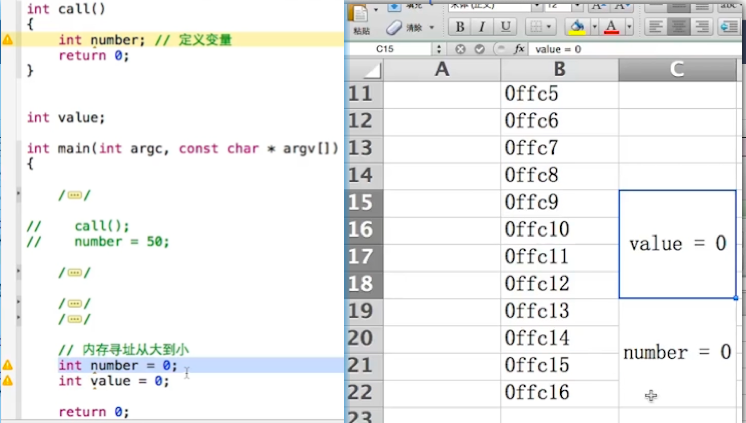 int call()
{
int number; // 定义变量
return 0;
}
int value;
int main(int argc, const char * argv[])
{
/.../
// call();
// number = 50;
/.../
/.../
/.../
// 内存寻址从大到小
int number = 0;
int value = 0;
return 0;
粘贴
清除
B I U
A
C15
fx value = 0
A B C
11 0ffc5
12 0ffc6
13 0ffc7
14 0ffc8
15 0ffc9
16 0ffc10
17 0ffc11
18 0ffc12
value = 0
19 0ffc13
20 0ffc14
21 0ffc15
22 0ffc16
number = 0
23